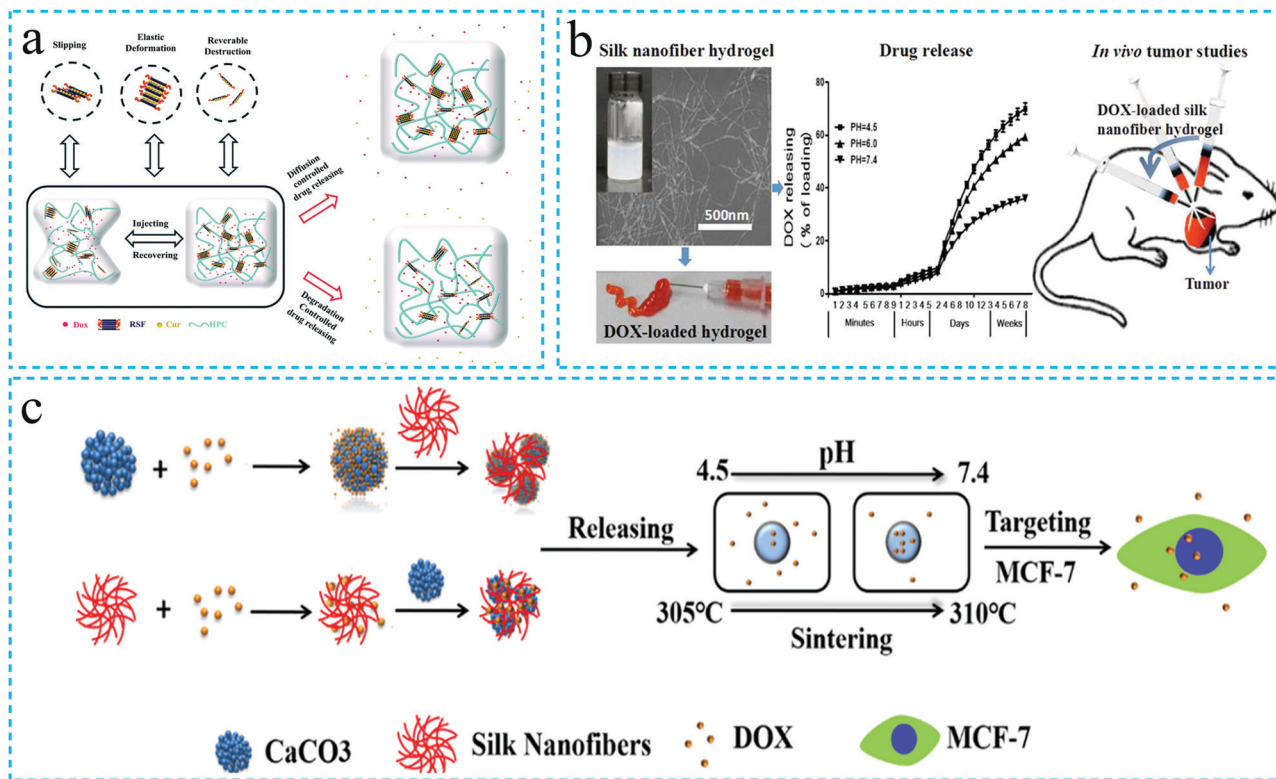 a
Slipping
Elastic
Deformation
Reverable
Destruction
Diffusion
controlled
drug releasing
Injecting
Recovering
Degradation
Controlled
drug releasing
Dox
RSF
Cur
HPC
b
Silk nanofiber hydrogel
500nm
DOX-loaded hydrogel
Drug release
DOX releasing
( % of loading)
80
60
40
20
0
PH=4.5
PH=6.0
PH=7.4
1 2 3 4 5 6 7 8 9 1 2 3 4 5 2 4 6 8 10 12 3 4 5 6 7 8
Minutes
Hours
Days
Weeks
In vivo tumor studies
DOX-loaded silk
nanofiber hydrogel
Tumor
c
+
+
Releasing
4.5
pH
7.4
305℃
Sintering
310℃
Targeting
MCF-7
CaCO3
Silk Nanofibers
DOX
MCF-7